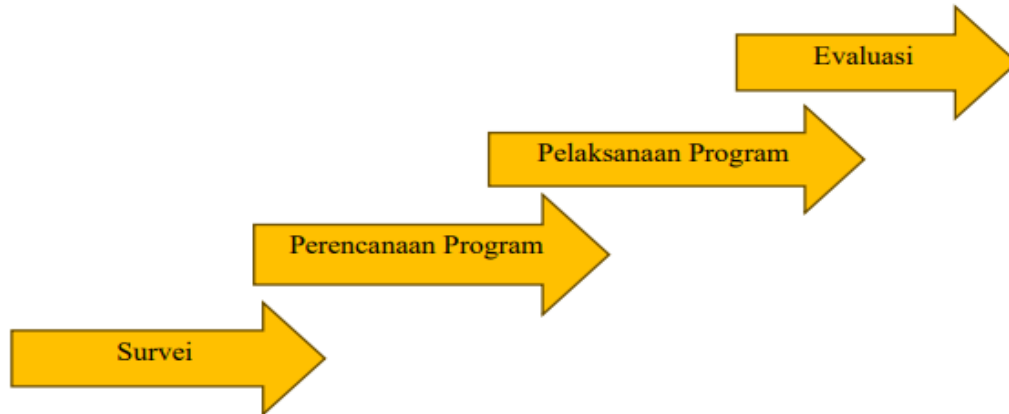 Evaluasi
Pelaksanaan Program
Perencanaan Program
Survei